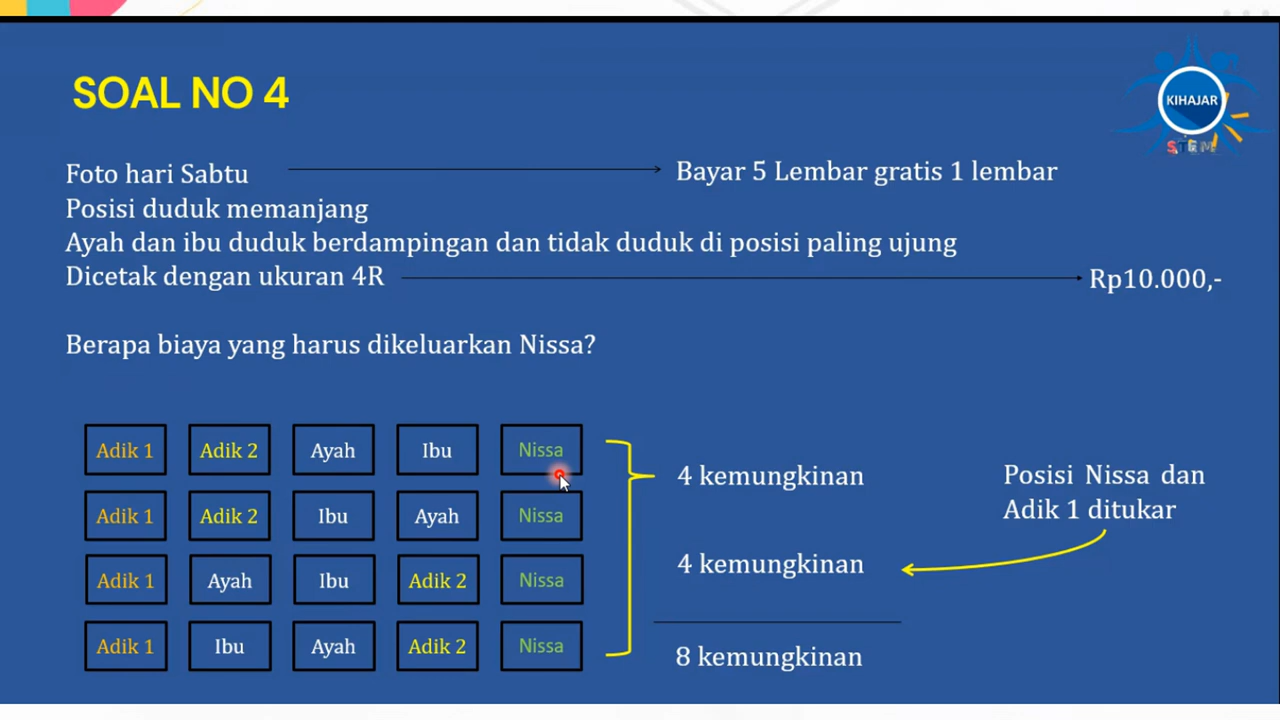 SOAL NO 4
KIHAJAR
STEM
Foto hari Sabtu
Bayar 5 Lembar gratis 1 lembar
Posisi duduk memanjang
Ayah dan ibu duduk berdampingan dan tidak duduk di posisi paling ujung
Dicetak dengan ukuran 4R
Rp10.000,-
Berapa biaya yang harus dikeluarkan Nissa?
Adik 1 Adik 2 Ayah Ibu Nissa
Adik 1 Adik 2 Ibu Ayah Nissa
Adik 1 Ayah Ibu Adik 2 Nissa
Adik 1 Ibu Ayah Adik 2 Nissa
4 kemungkinan
4 kemungkinan
8 kemungkinan
Posisi Nissa dan
Adik 1 ditukar